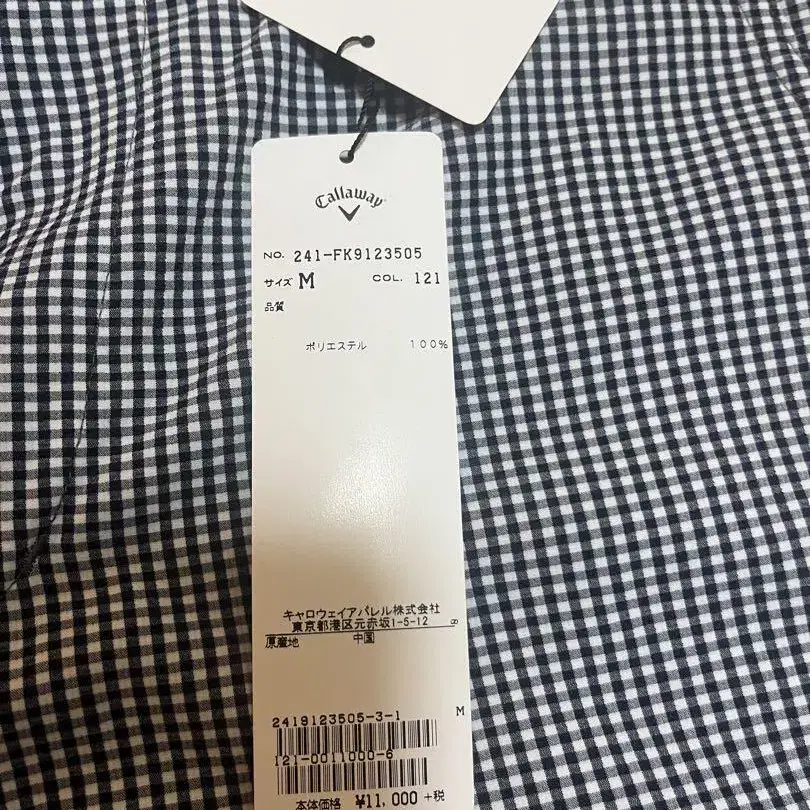 Callaway
NO. 241-FK9123505
サイズ M COL. 121
品質
ポリエステル 100%
キャロウェイアパレル株式会社
東京都港区元赤坂1-5-12 8
原産地 中国
2419123505-3-1 M
121-0011000-6
本体価格 ¥11,000 +税